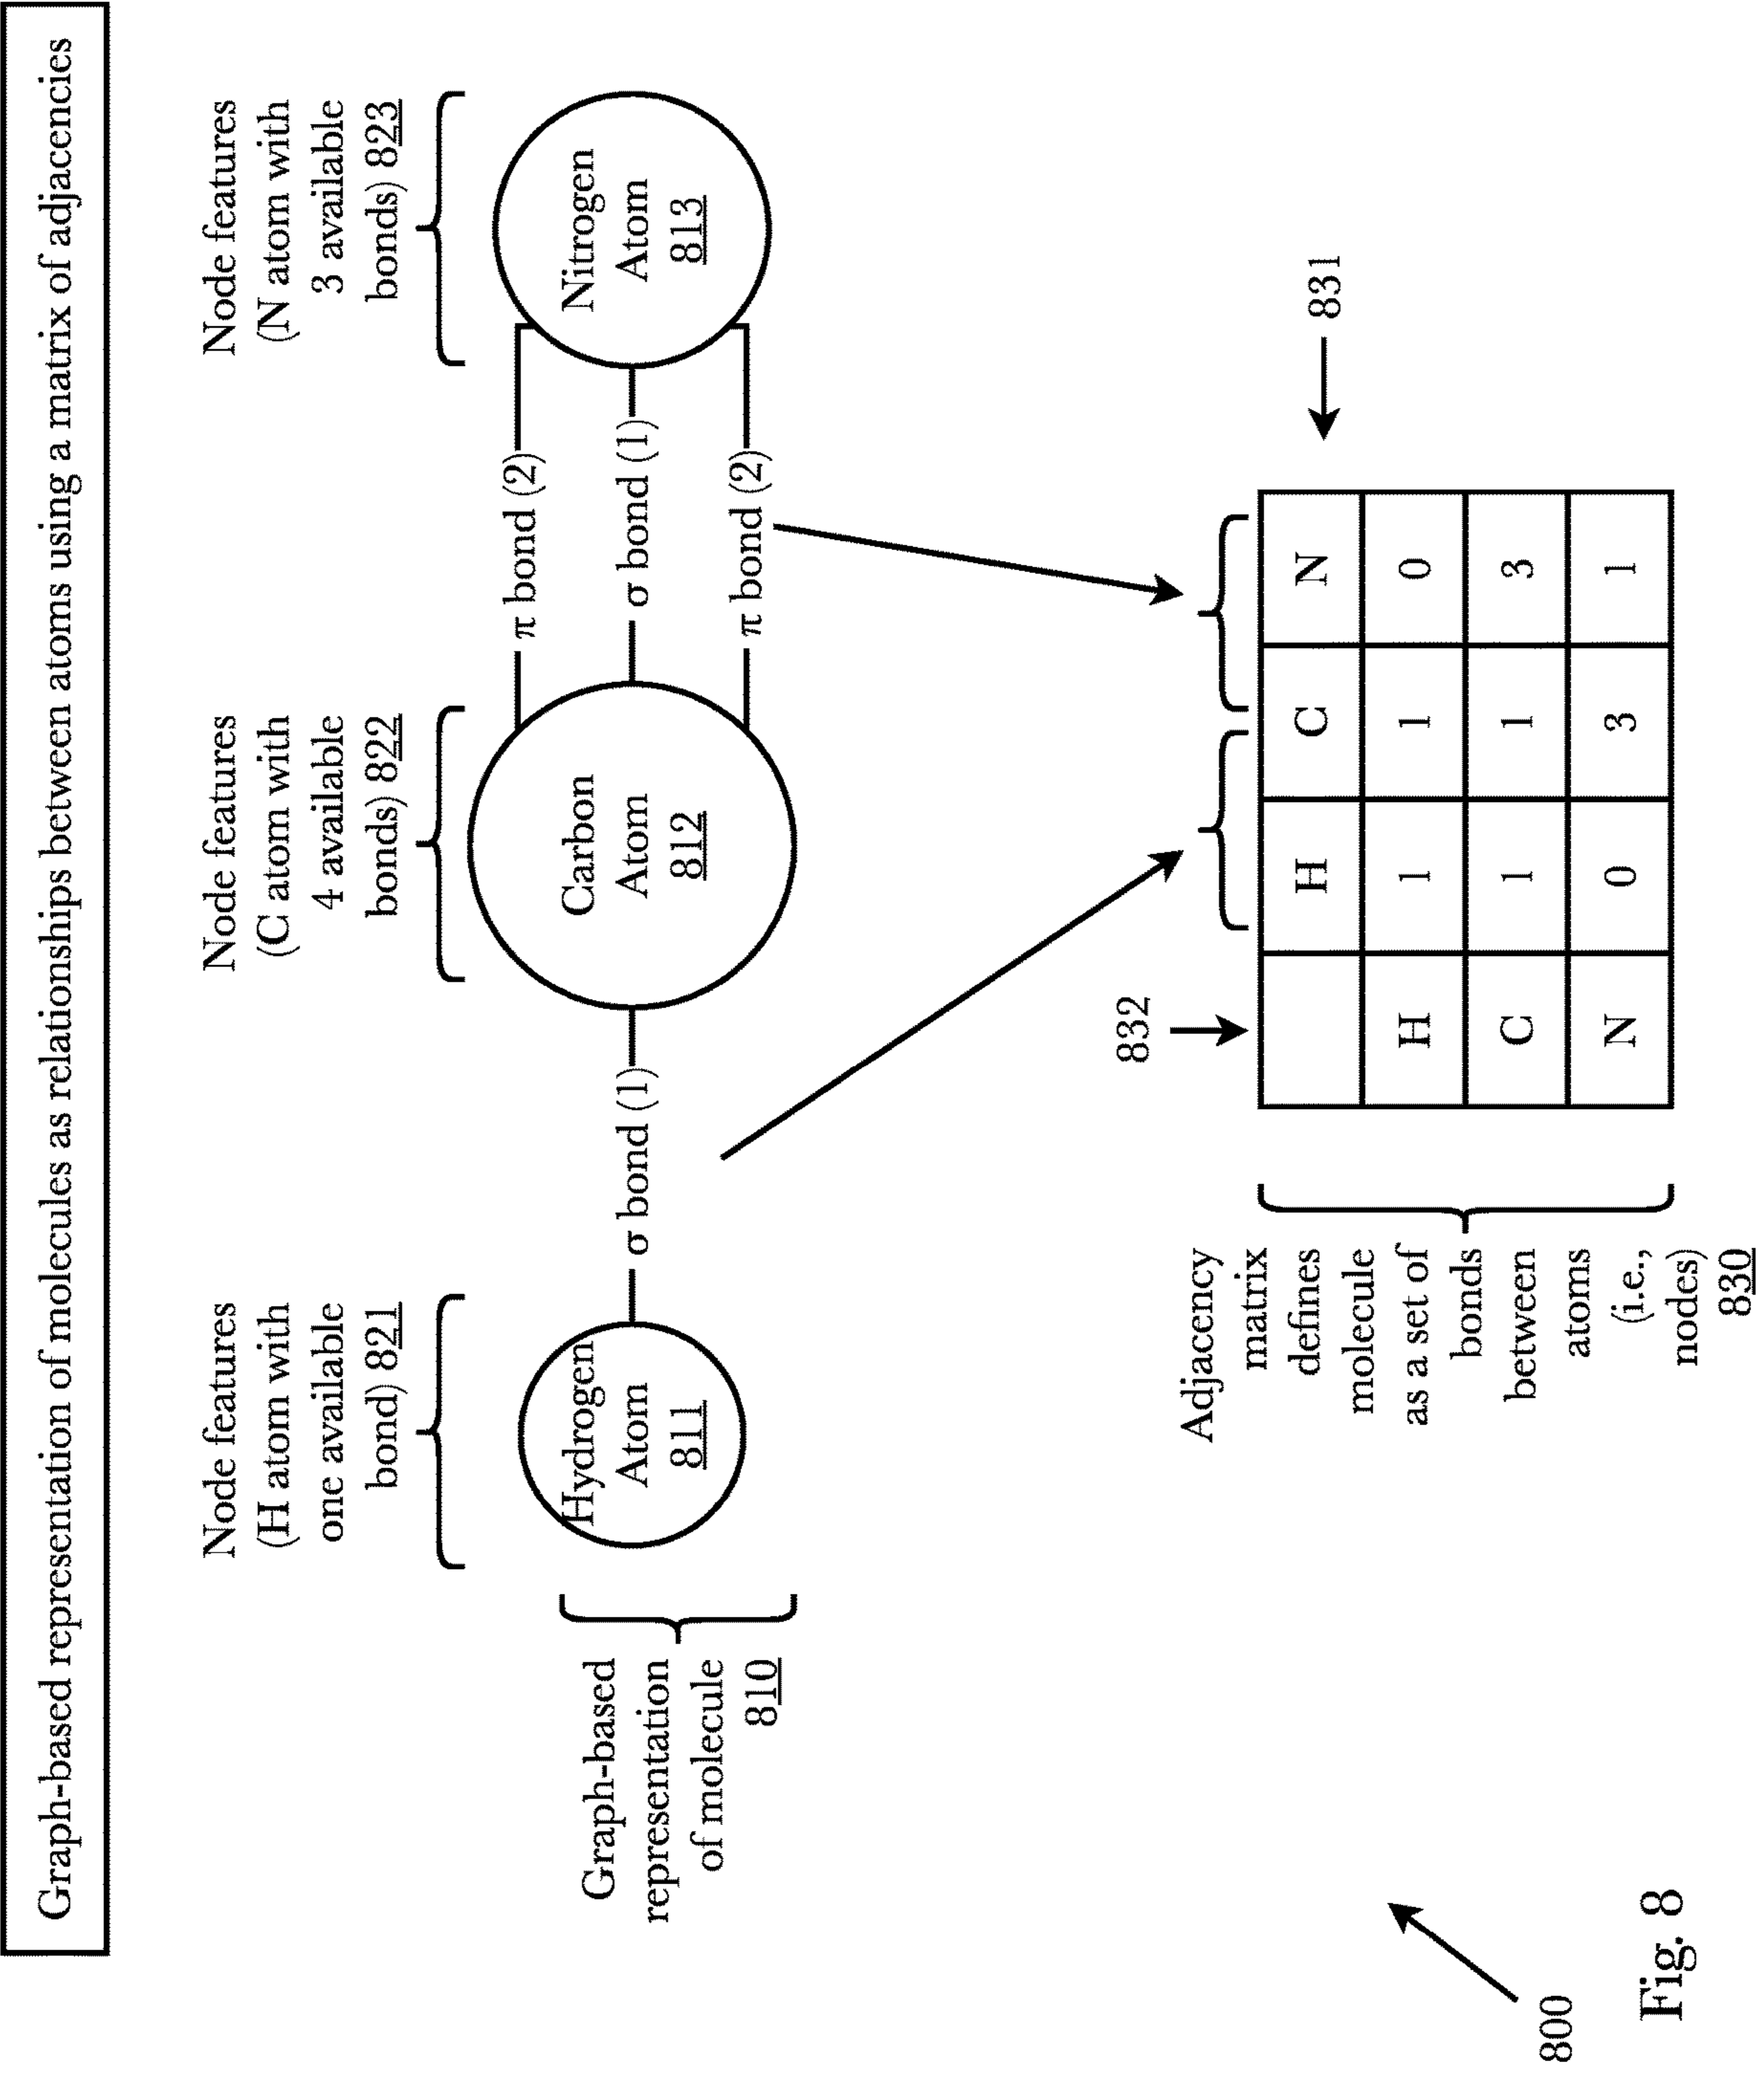 Graph-based representation of molecules as relationships between atoms using a matrix of adjacencies
Node features
(H atom with
one available
bond) 821
Node features
(C atom with
4 available
bonds) 822
Node features
(N atom with
3 available
bonds) 823
Graph-based
representation
of molecule
810
Hydrogen
Atom
811
σ bond (1)
Carbon
Atom
812
π bond (2)
σ bond (1)
π bond (2)
Nitrogen
Atom
813
832
831
Adjacency
matrix
defines
molecule
as a set of
bonds
between
atoms
(i.e.,
nodes)
830
H C N
H 1 1 0
C 1 1 3
N 0 3 1
800
Fig. 8